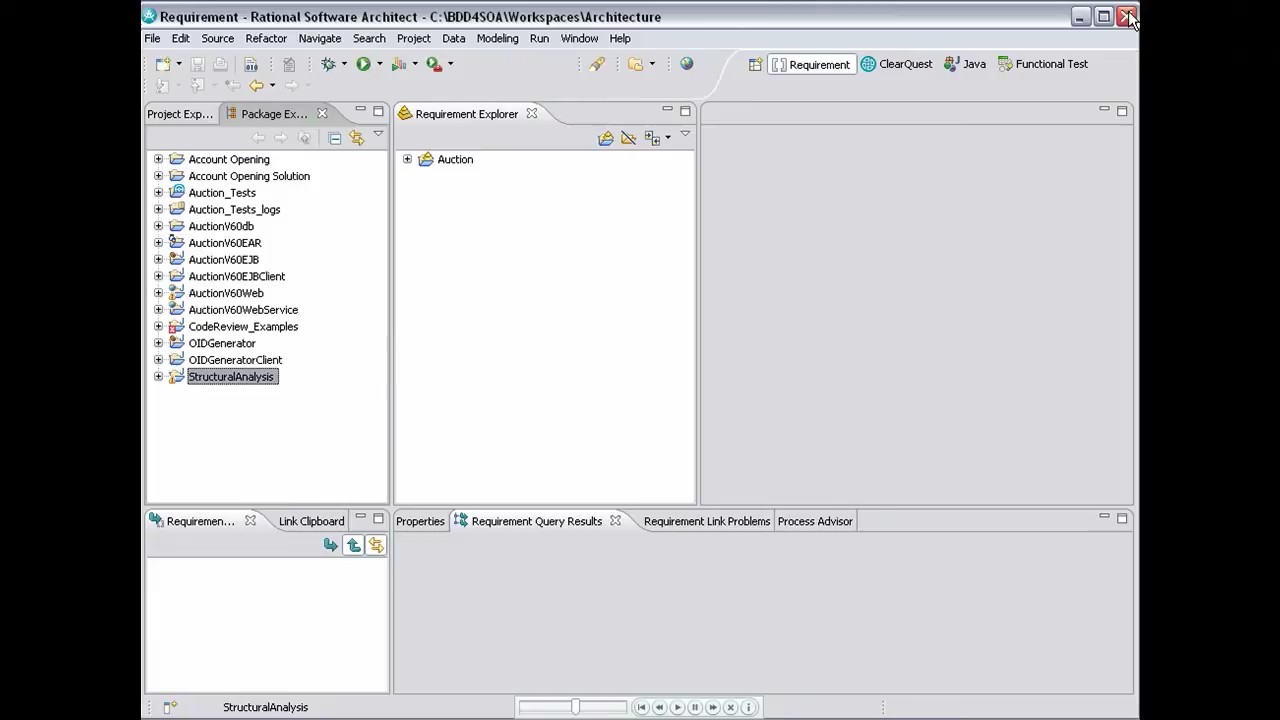 Requirement - Rational Software Architect - C:\BDD4SOA\Workspaces\Architecture
File Edit Source Refactor Navigate Search Project Data Modeling Run Window Help
Requirement ClearQuest Java Functional Test
Project Exp... Package Ex...
Requirement Explorer
Account Opening
Account Opening Solution
Auction_Tests
Auction_Tests_logs
AuctionV60db
AuctionV60EAR
AuctionV60EJB
AuctionV60EJBClient
AuctionV60Web
AuctionV60WebService
CodeReview_Examples
OIDGenerator
OIDGeneratorClient
StructuralAnalysis
Auction
Requiremen... Link Clipboard
Properties Requirement Query Results Requirement Link Problems Process Advisor
StructuralAnalysis